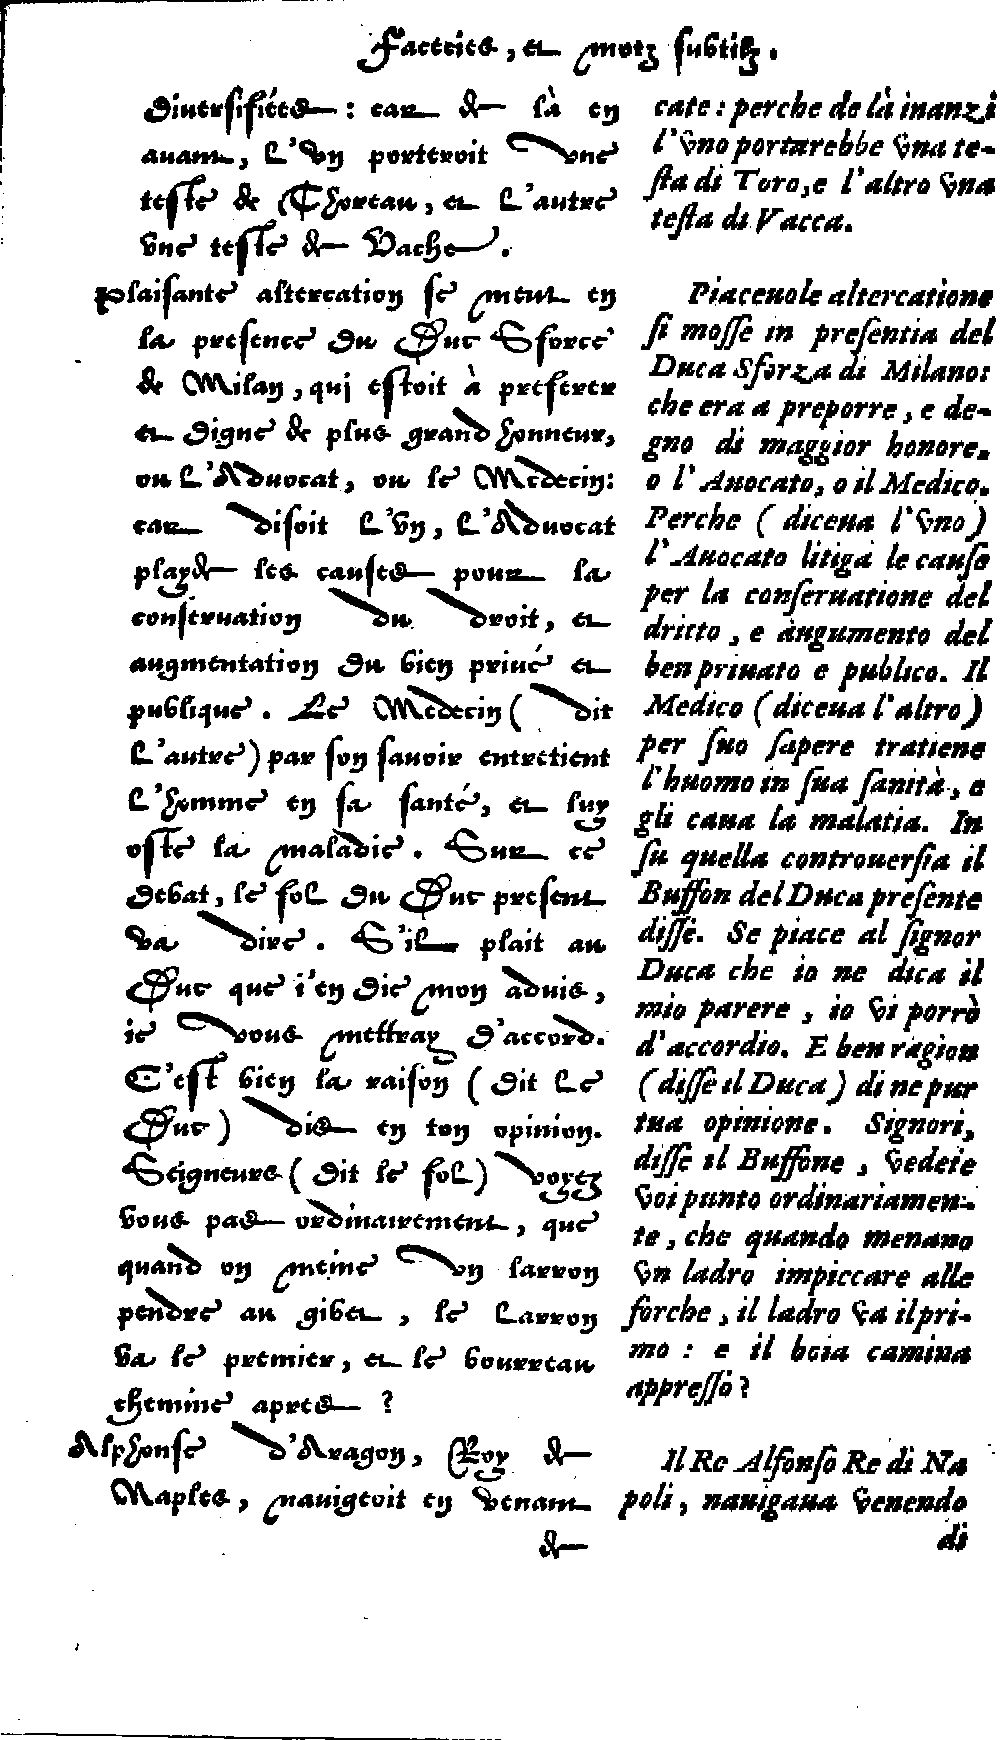 Faceties, et motz subtilz.
diuersifiées : car de là en
auant, l'vn porteroit vne
teste de Thoreau, et l'autre
vne teste de Vache.
Plaisante altercation se meut en
la presence du Duc Sforce
de Milan, qui estoit à preferer
et digne de plus grand honneur,
ou l'Aduocat, ou le Medecin:
car disoit l'vn, l'Aduocat
playde les causes pour la
conseruation du droit, et
augmentation du bien priué et
publique. Le Medecin ( dit
l'autre) par son sauoir entretient
l'homme en sa santé, et luy
oste la maladie. Sur ce
debat, le fol du Duc present
va dire. S'il plait au
Duc que i'en die mon aduis,
ie vous mettray d'accord.
C'est bien la raison ( dit le
Duc ) dis en ton opinion.
Seigneurs ( dit le fol ) voyez
vous pas ordinairement, que
quand on meine vn larron
pendre au gibet , le larron
va le premier, et le bourreau
chemine apres ?
Alphonse d'Aragon, Roy de
Naples, nauigeoit en venant
de
cate: perche de là inanzi
l'vno portarebbe vna te-
sta di Toro, e l'altro vna
testa di Vacca.
Piaceuole altercatione
si mosse in presentia del
Duca Sforza di Milano:
che era a preporre, e de-
gno di maggior honore.
o l'Auocato, o il Medico.
Perche ( diceua l'vno )
l'Auocato litiga le cause
per la conseruatione del
dritto , e augumento del
ben priuato e publico. Il
Medico ( diceua l'altro )
per suo sapere tratiene
l'huomo in sua sanità, e
gli caua la malatia. In
su quella controuersia il
Buffon del Duca presente
disse. Se piace al signor
Duca che io ne dica il
mio parere , io vi porrò
d'accordio. E ben ragion
( disse il Duca ) di ne pur
tua opinione. Signori,
disse il Buffone , vedete
voi punto ordinariamen-
te, che quando menano
vn ladro impiccare alle
forche , il ladro va il pri-
mo : e il boia camina
appresso ?
Il Re Alfonso Re di Na
poli, nauigaua venendo
di